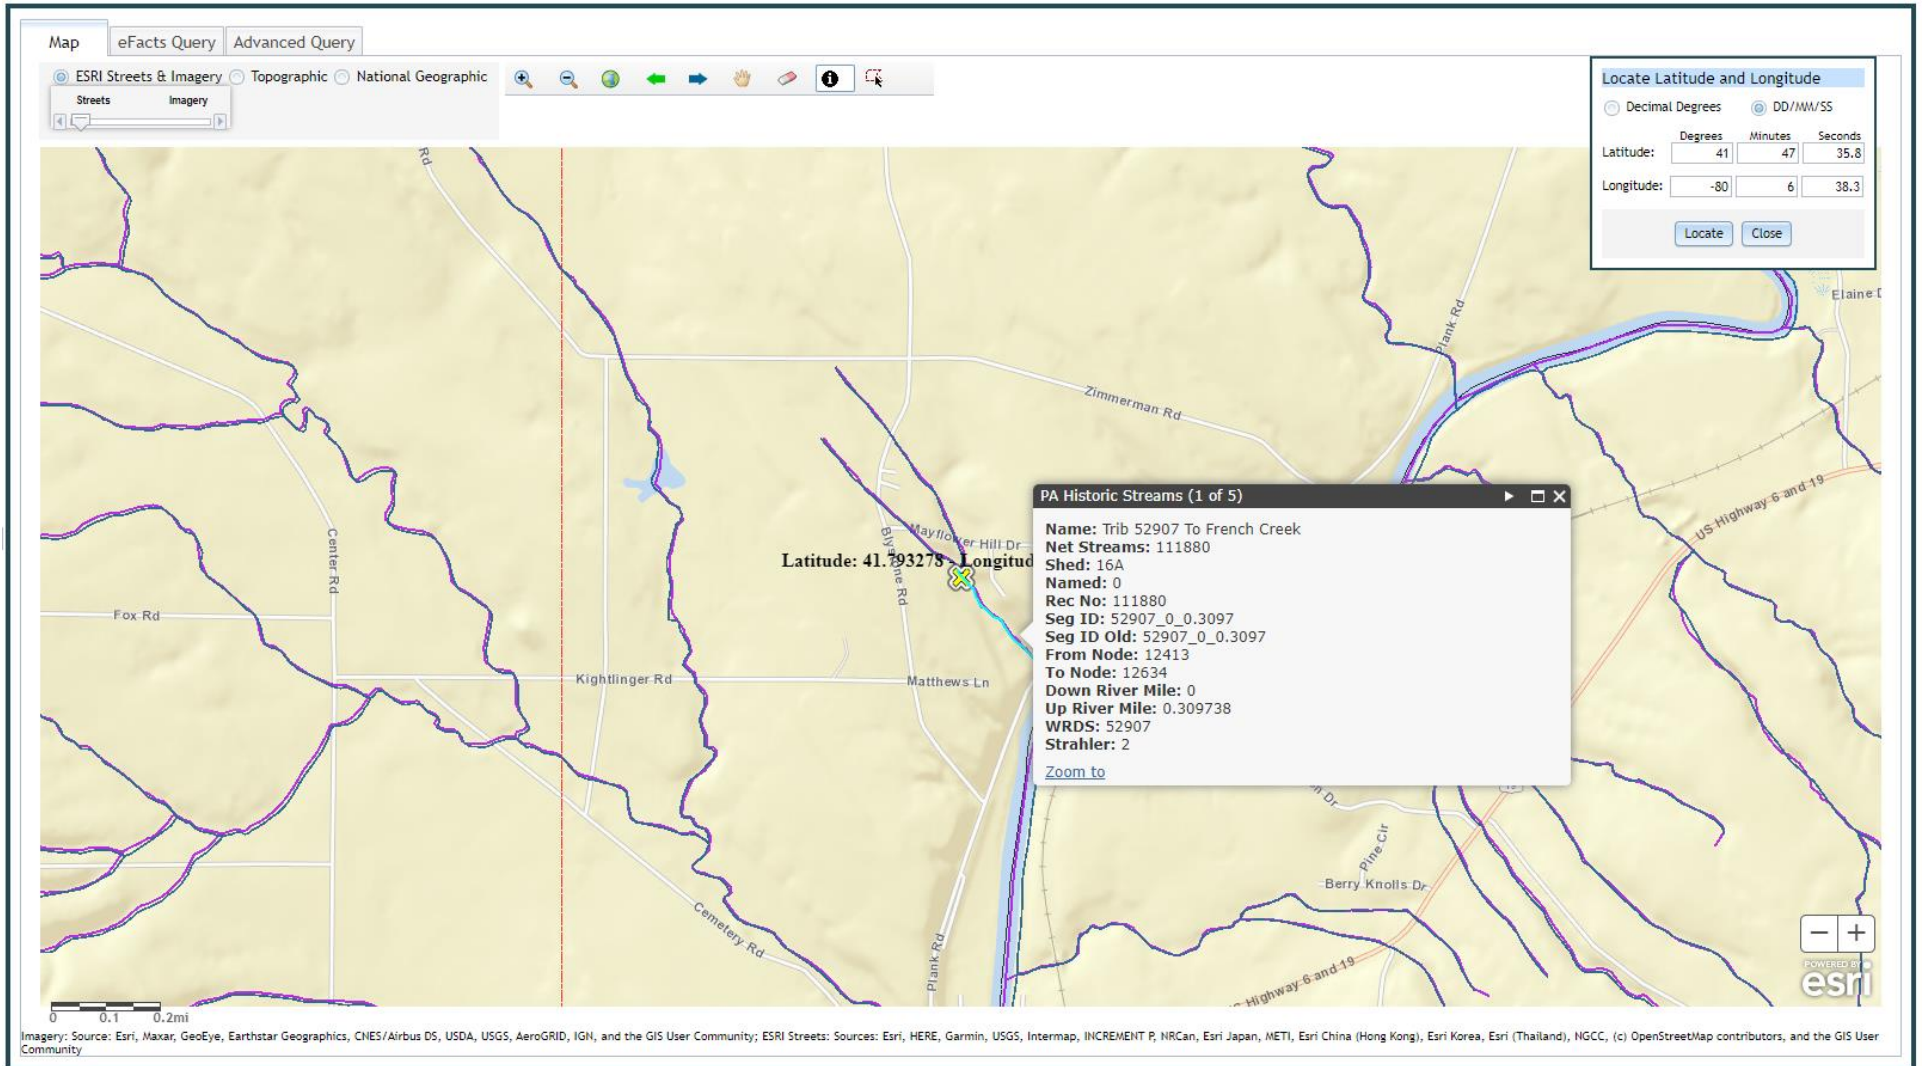 Map
eFacts Query
Advanced Query
ESRI Streets & Imagery
Topographic
National Geographic
Streets
Imagery
Locate Latitude and Longitude
Decimal Degrees
DD/MM/SS
Degrees Minutes Seconds
Latitude: 41 47 35.8
Longitude: -80 6 38.3
Locate
Close
Rd
Elaine D
Plank Rd
Zimmerman Rd
US Highway 6 and 19
Center Rd
Blystone Rd
Mayflower Hill Dr
Latitude: 41.793278 - Longitud
Fox Rd
Kightlinger Rd
Matthews Ln
PA Historic Streams (1 of 5)
Name: Trib 52907 To French Creek
Net Streams: 111880
Shed: 16A
Named: 0
Rec No: 111880
Seg ID: 52907_0_0.3097
Seg ID Old: 52907_0_0.3097
From Node: 12413
To Node: 12634
Down River Mile: 0
Up River Mile: 0.309738
WRDS: 52907
Strahler: 2
Zoom to
n Dr
Pine Cir
Berry Knolls Dr
Cemetery Rd
Plank Rd
Highway 6 and 19
POWERED BY
esri
0 0.1 0.2mi
Imagery: Source: Esri, Maxar, GeoEye, Earthstar Geographics, CNES/Airbus DS, USDA, USGS, AeroGRID, IGN, and the GIS User Community; ESRI Streets: Sources: Esri, HERE, Garmin, USGS, Intermap, INCREMENT P, NRCan, Esri Japan, METI, Esri China (Hong Kong), Esri Korea, Esri (Thailand), NGCC, (c) OpenStreetMap contributors, and the GIS User
Community